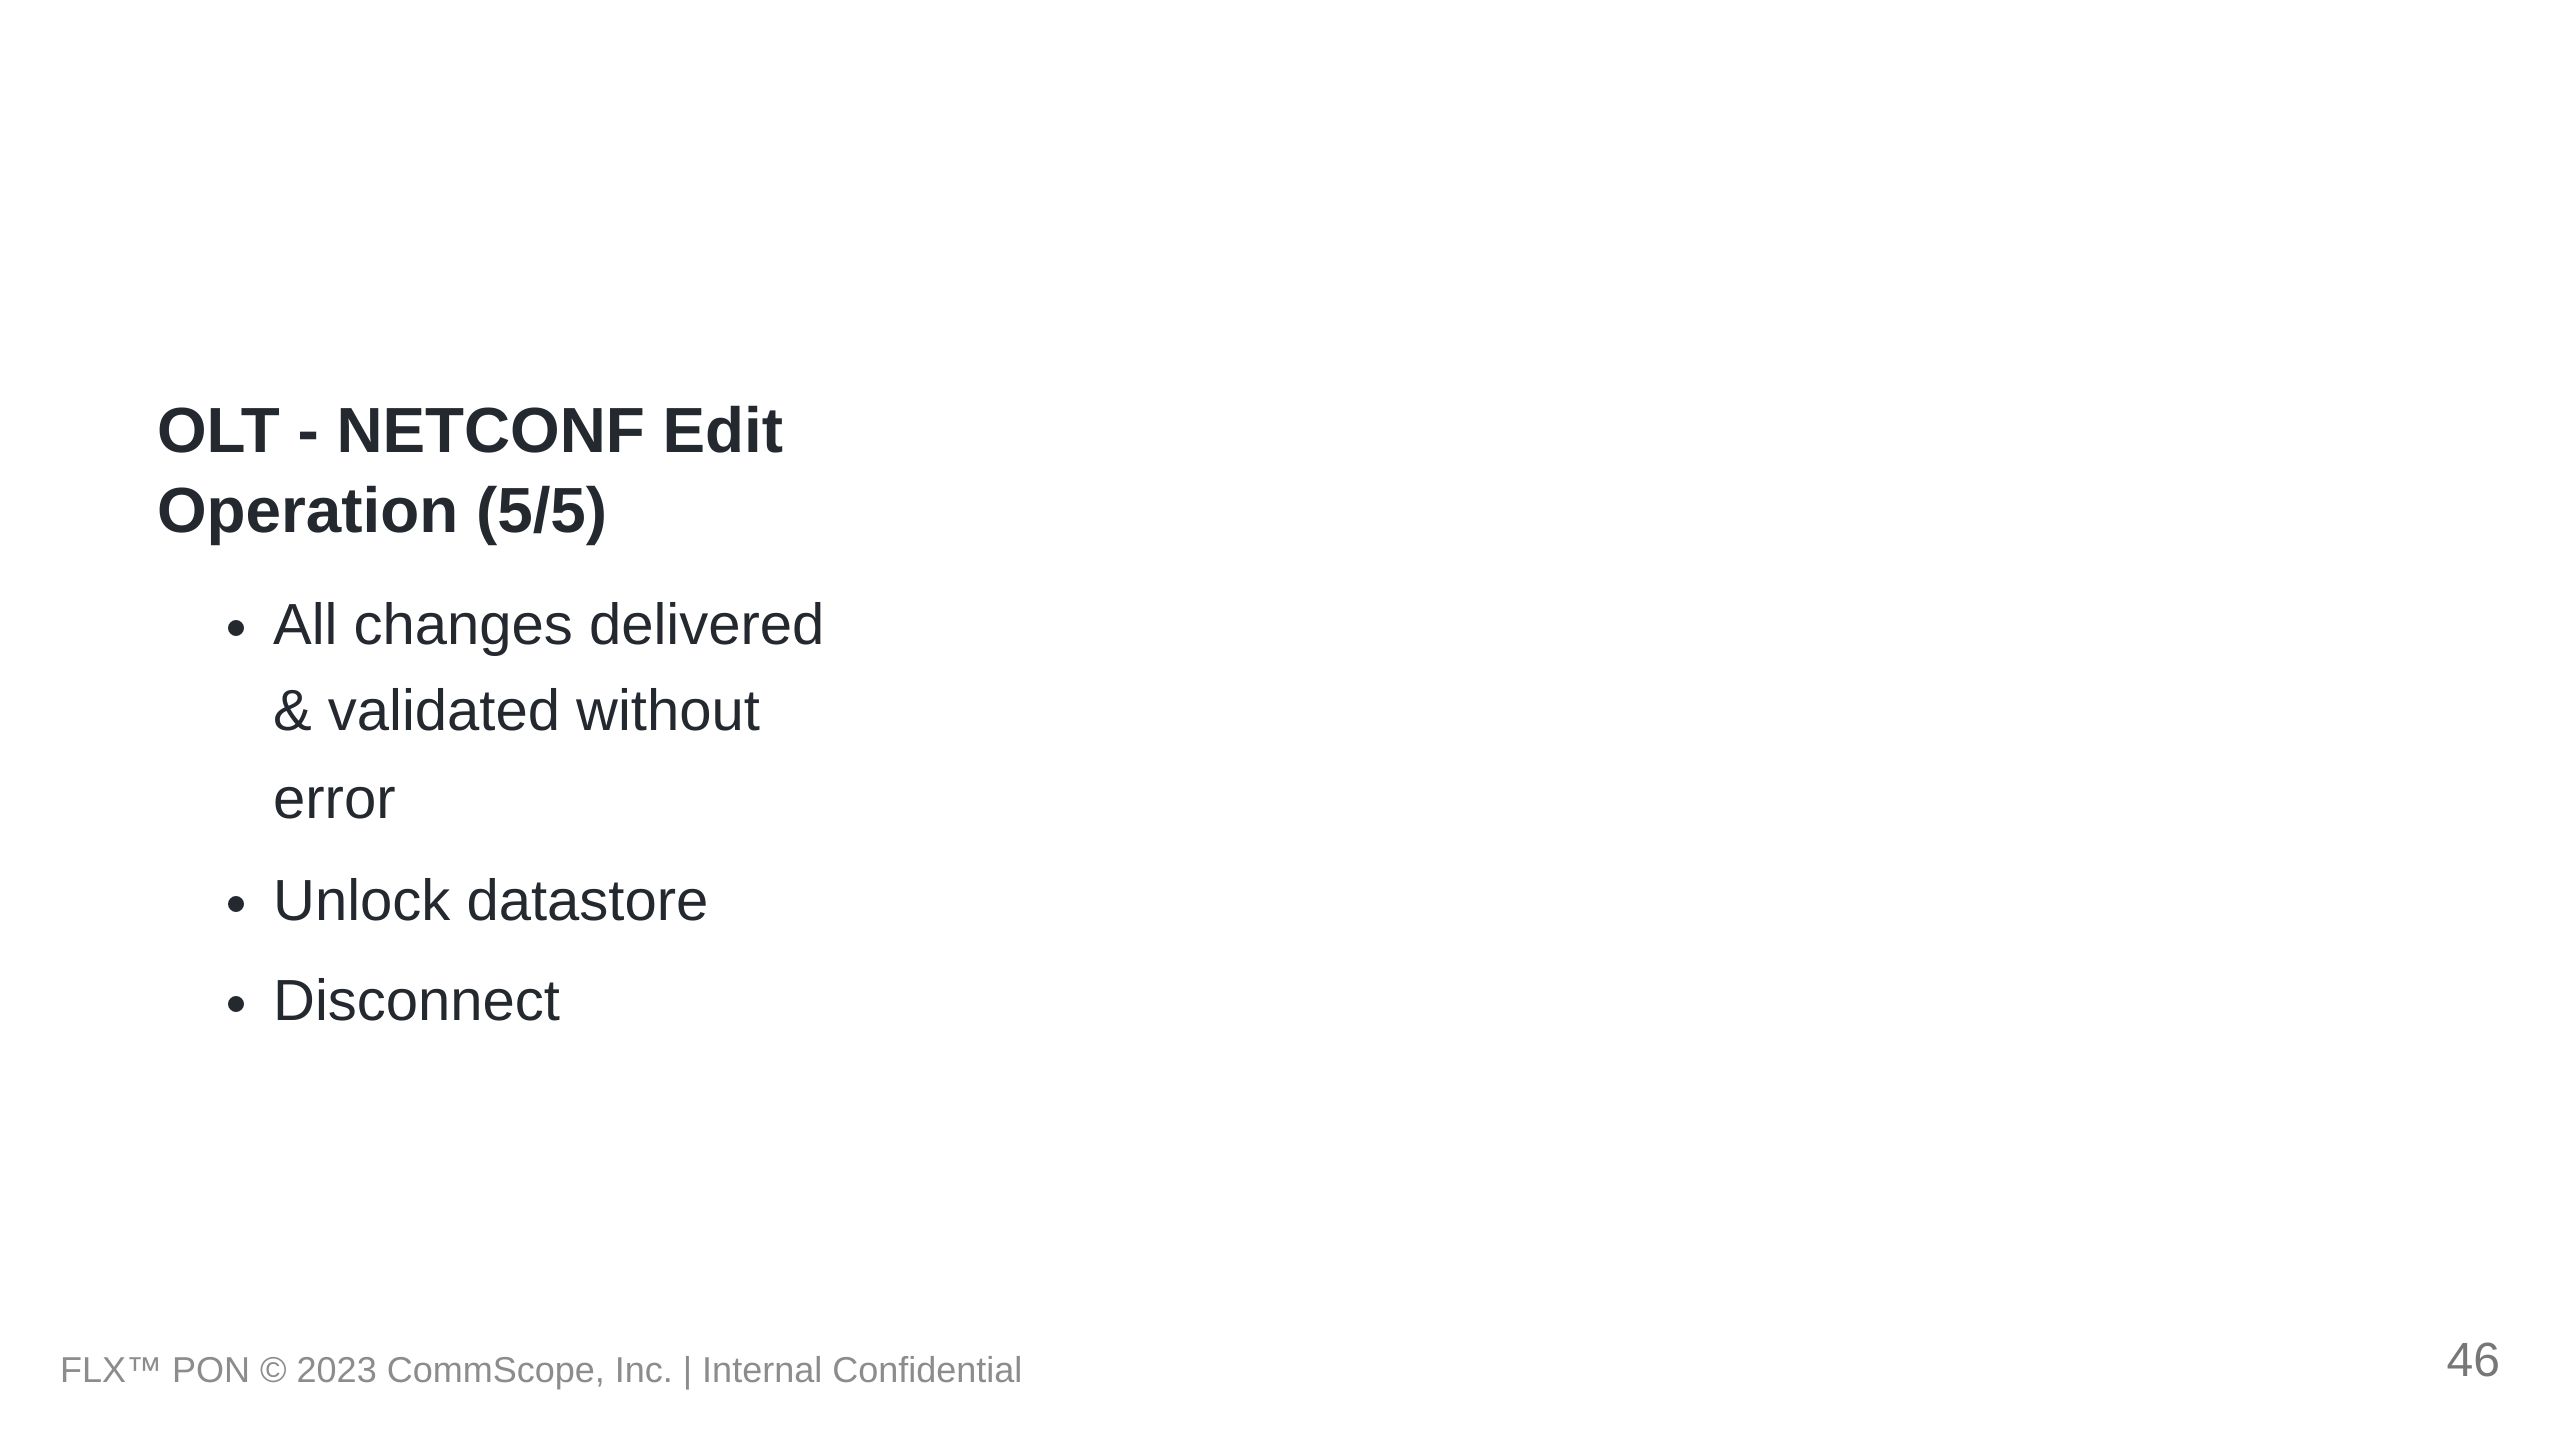 OLT - NETCONF Edit
Operation (5/5)
• All changes delivered
& validated without
error
• Unlock datastore
• Disconnect
FLX™ PON © 2023 CommScope, Inc. | Internal Confidential
46